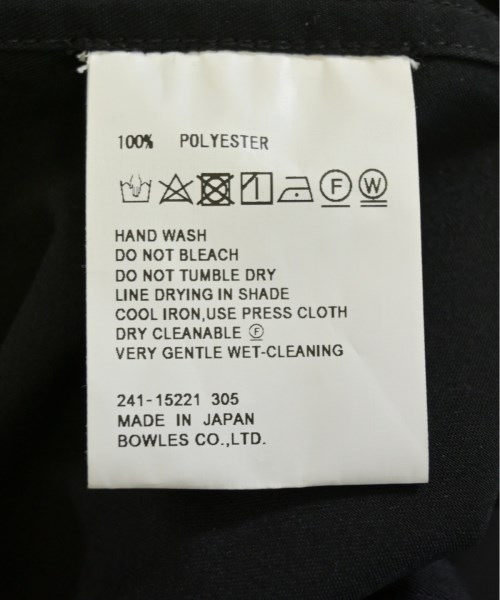 100% POLYESTER
F W
HAND WASH
DO NOT BLEACH
DO NOT TUMBLE DRY
LINE DRYING IN SHADE
COOL IRON,USE PRESS CLOTH
DRY CLEANABLE Ⓕ
VERY GENTLE WET-CLEANING
241-15221 305
MADE IN JAPAN
BOWLES CO.,LTD.